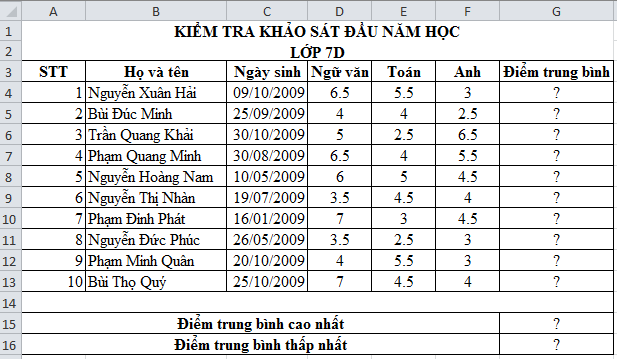 A B C D E F G
1 KIỂM TRA KHẢO SÁT ĐẦU NĂM HỌC
2 LỚP 7D
3 STT Họ và tên Ngày sinh Ngữ văn Toán Anh Điểm trung bình
4 1 Nguyễn Xuân Hải 09/10/2009 6.5 5.5 3 ?
5 2 Bùi Đúc Minh 25/09/2009 4 4 2.5 ?
6 3 Trần Quang Khải 30/10/2009 5 2.5 6.5 ?
7 4 Phạm Quang Minh 30/08/2009 6.5 4 5.5 ?
8 5 Nguyễn Hoàng Nam 10/05/2009 6 5 4.5 ?
9 6 Nguyễn Thị Nhàn 19/07/2009 3.5 4.5 4 ?
10 7 Phạm Đình Phát 16/01/2009 7 3 4.5 ?
11 8 Nguyễn Đức Phúc 26/05/2009 3.5 2.5 3 ?
12 9 Phạm Minh Quân 20/10/2009 4 5.5 3 ?
13 10 Bùi Thọ Quý 25/10/2009 7 4.5 4 ?
14
15 Điểm trung bình cao nhất ?
16 Điểm trung bình thấp nhất ?